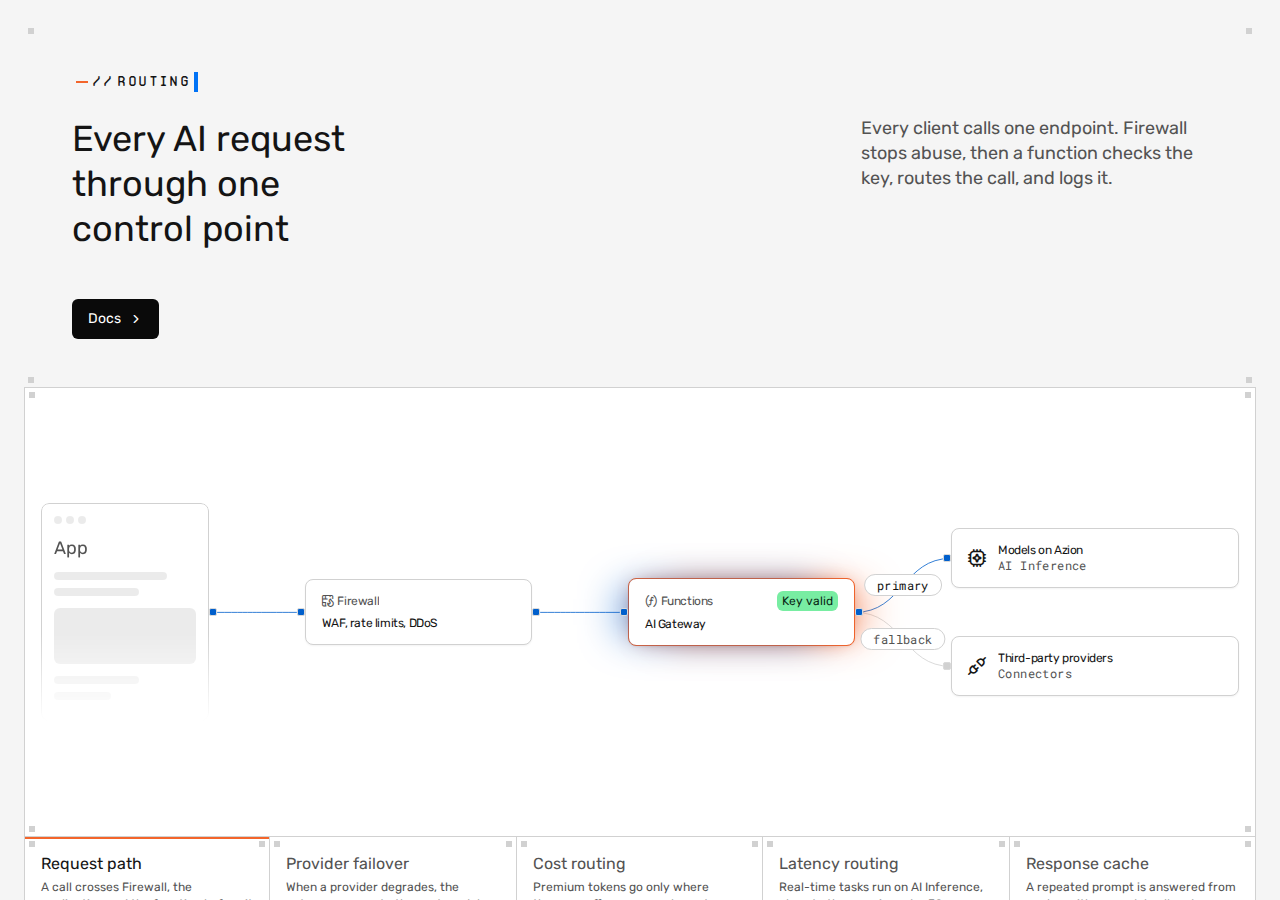 // ROUTING
Every AI request
through one
control point
Every client calls one endpoint. Firewall
stops abuse, then a function checks the
key, routes the call, and logs it.
Docs
App
Firewall
WAF, rate limits, DDoS
Functions
Key valid
AI Gateway
primary
fallback
Models on Azion
AI Inference
Third-party providers
Connectors
Request path
A call crosses Firewall, the
Provider failover
When a provider degrades, the
Cost routing
Premium tokens go only where
Latency routing
Real-time tasks run on AI Inference,
Response cache
A repeated prompt is answered from